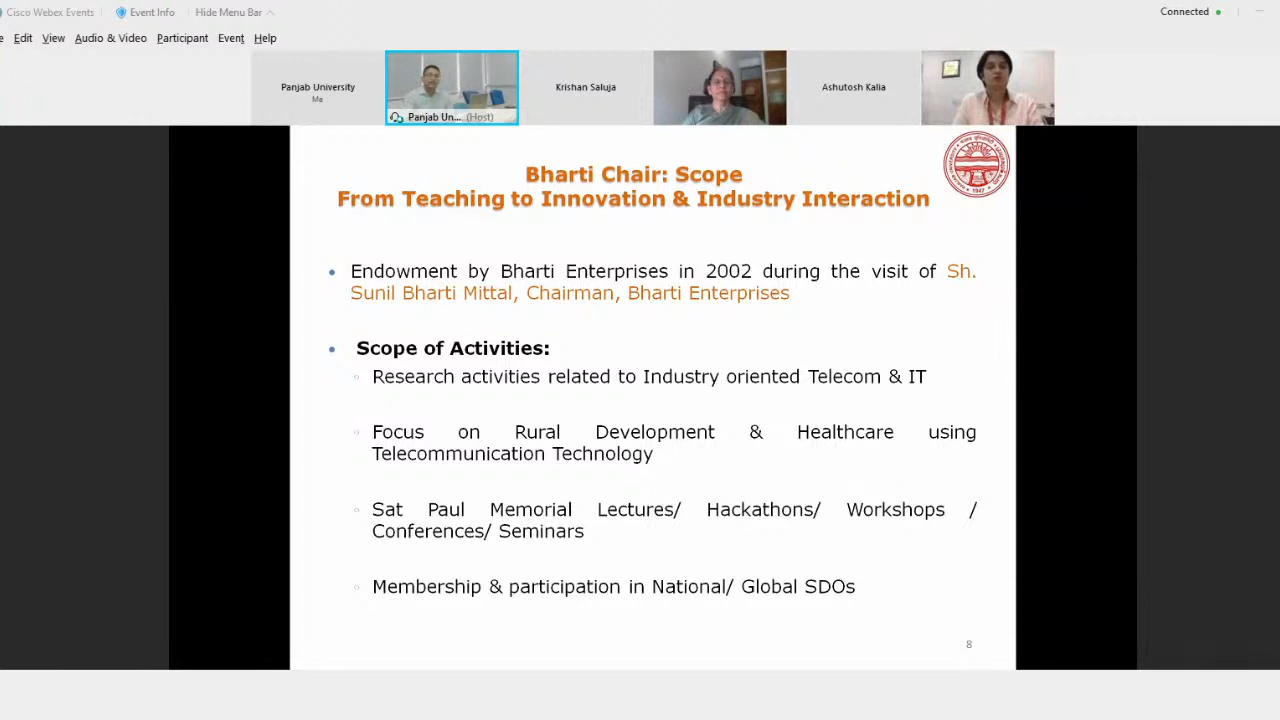 Cisco Webex Events
Event Info
Hide Menu Bar
Connected
Edit View Audio & Video Participant Event Help
Panjab University
Me
Panjab Un... (Host)
Krishan Saluja
Ashutosh Kalia
Bharti Chair: Scope
From Teaching to Innovation & Industry Interaction
1947
• Endowment by Bharti Enterprises in 2002 during the visit of Sh.
Sunil Bharti Mittal, Chairman, Bharti Enterprises
• Scope of Activities:
◦ Research activities related to Industry oriented Telecom & IT
◦ Focus on Rural Development & Healthcare using
Telecommunication Technology
◦ Sat Paul Memorial Lectures/ Hackathons/ Workshops /
Conferences/ Seminars
◦ Membership & participation in National/ Global SDOs
8